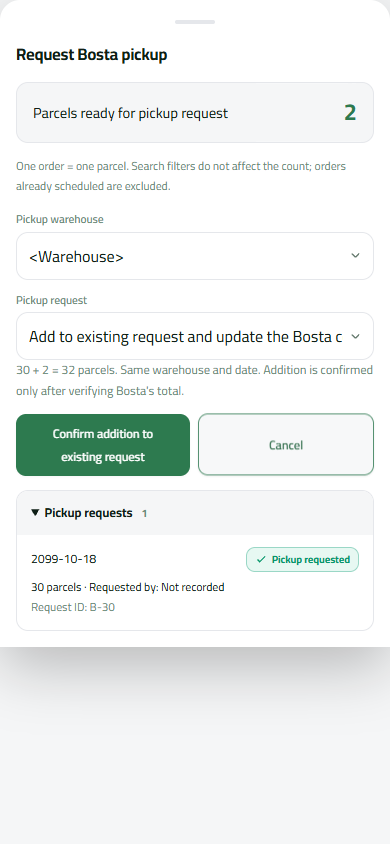 Request Bosta pickup
Parcels ready for pickup request 2
One order = one parcel. Search filters do not affect the count; orders
already scheduled are excluded.
Pickup warehouse
<Warehouse>
Pickup request
Add to existing request and update the Bosta c
30 + 2 = 32 parcels. Same warehouse and date. Addition is confirmed
only after verifying Bosta's total.
Confirm addition to
existing request
Cancel
▼ Pickup requests 1
2099-10-18
✓ Pickup requested
30 parcels · Requested by: Not recorded
Request ID: B-30